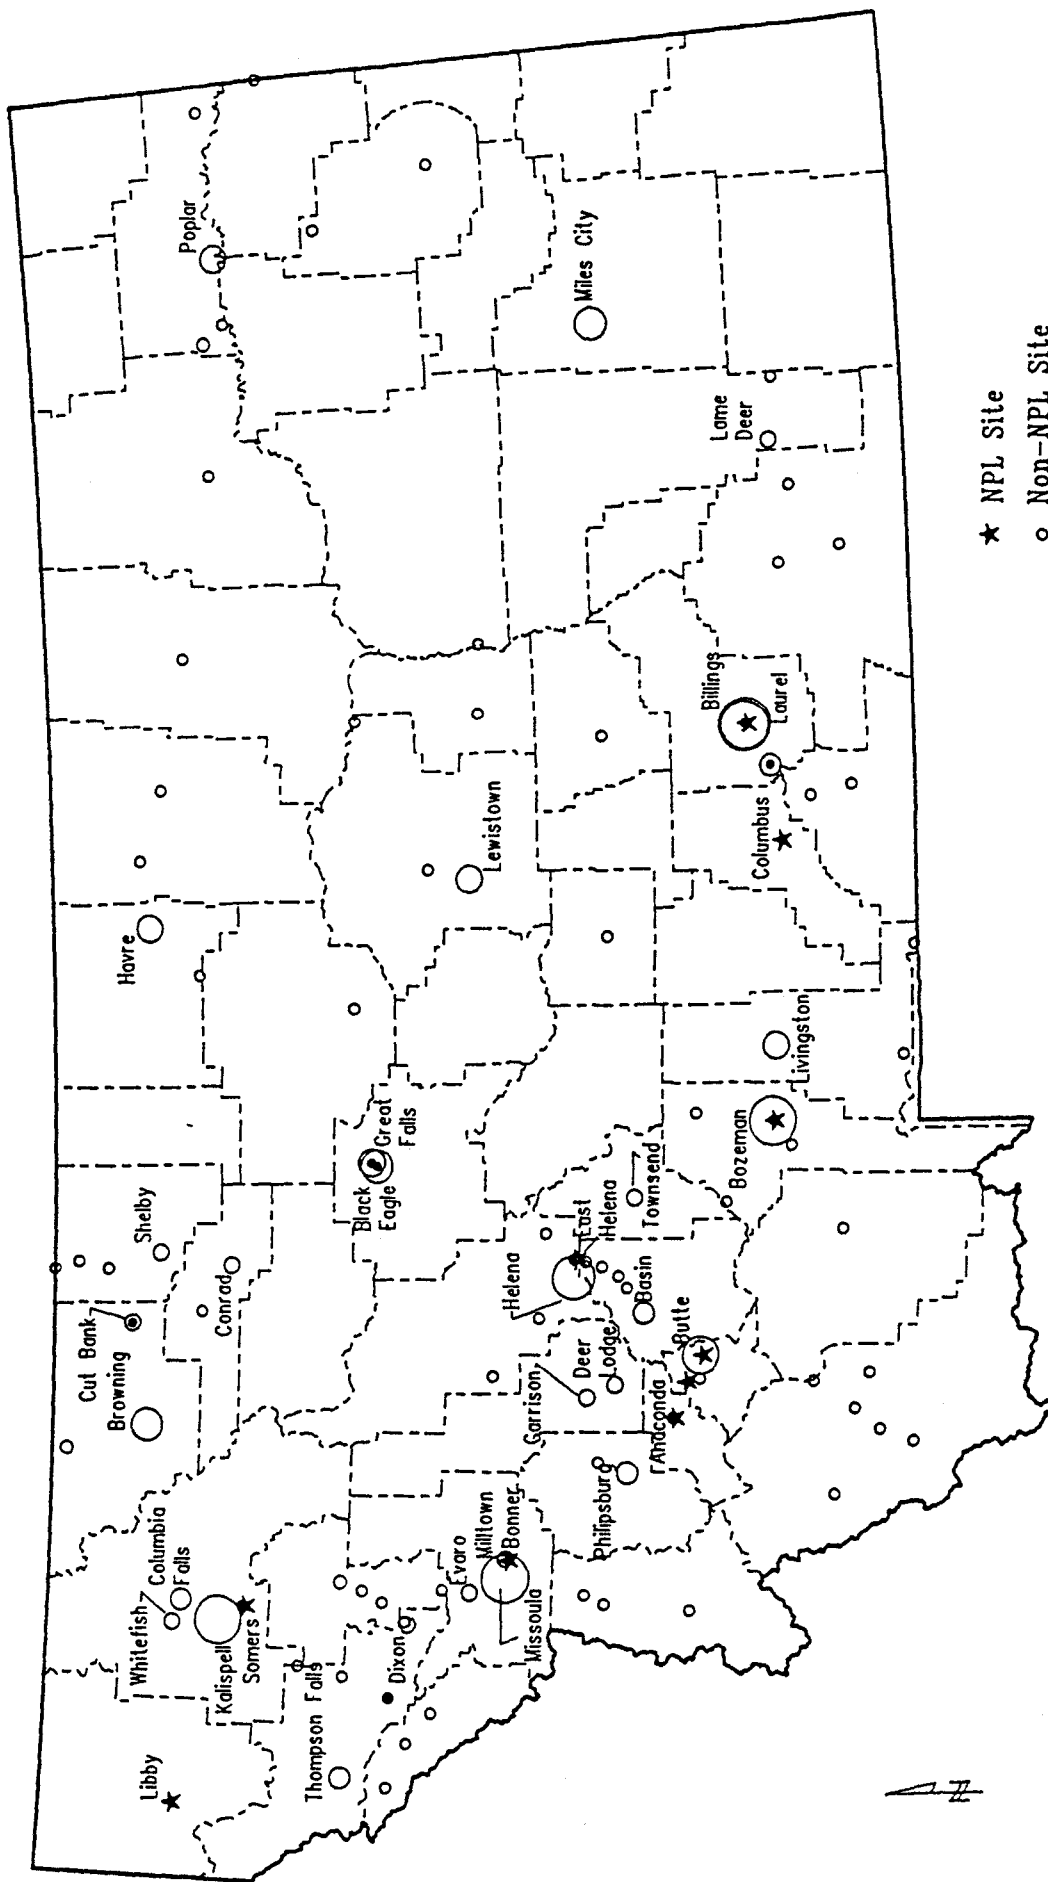 Libby
Whitefish
Columbia
Falls
Kalispell
Somers
Thompson Falls
Dixon
Evaro
Milltown
Bonner
Missoula
Cut Bank
Browning
Shelby
Conrad
Havre
Black
Eagle
Great
Falls
Lewistown
Poplar
Miles City
Lame
Deer
Billings
Laurel
Columbus
Livingston
Bozeman
Townsend
East
Helena
Helena
Basin
Butte
Deer
Lodge
Garrison
Anaconda
Philipsburg
★ NPL Site
○ Non-NPL Site
N